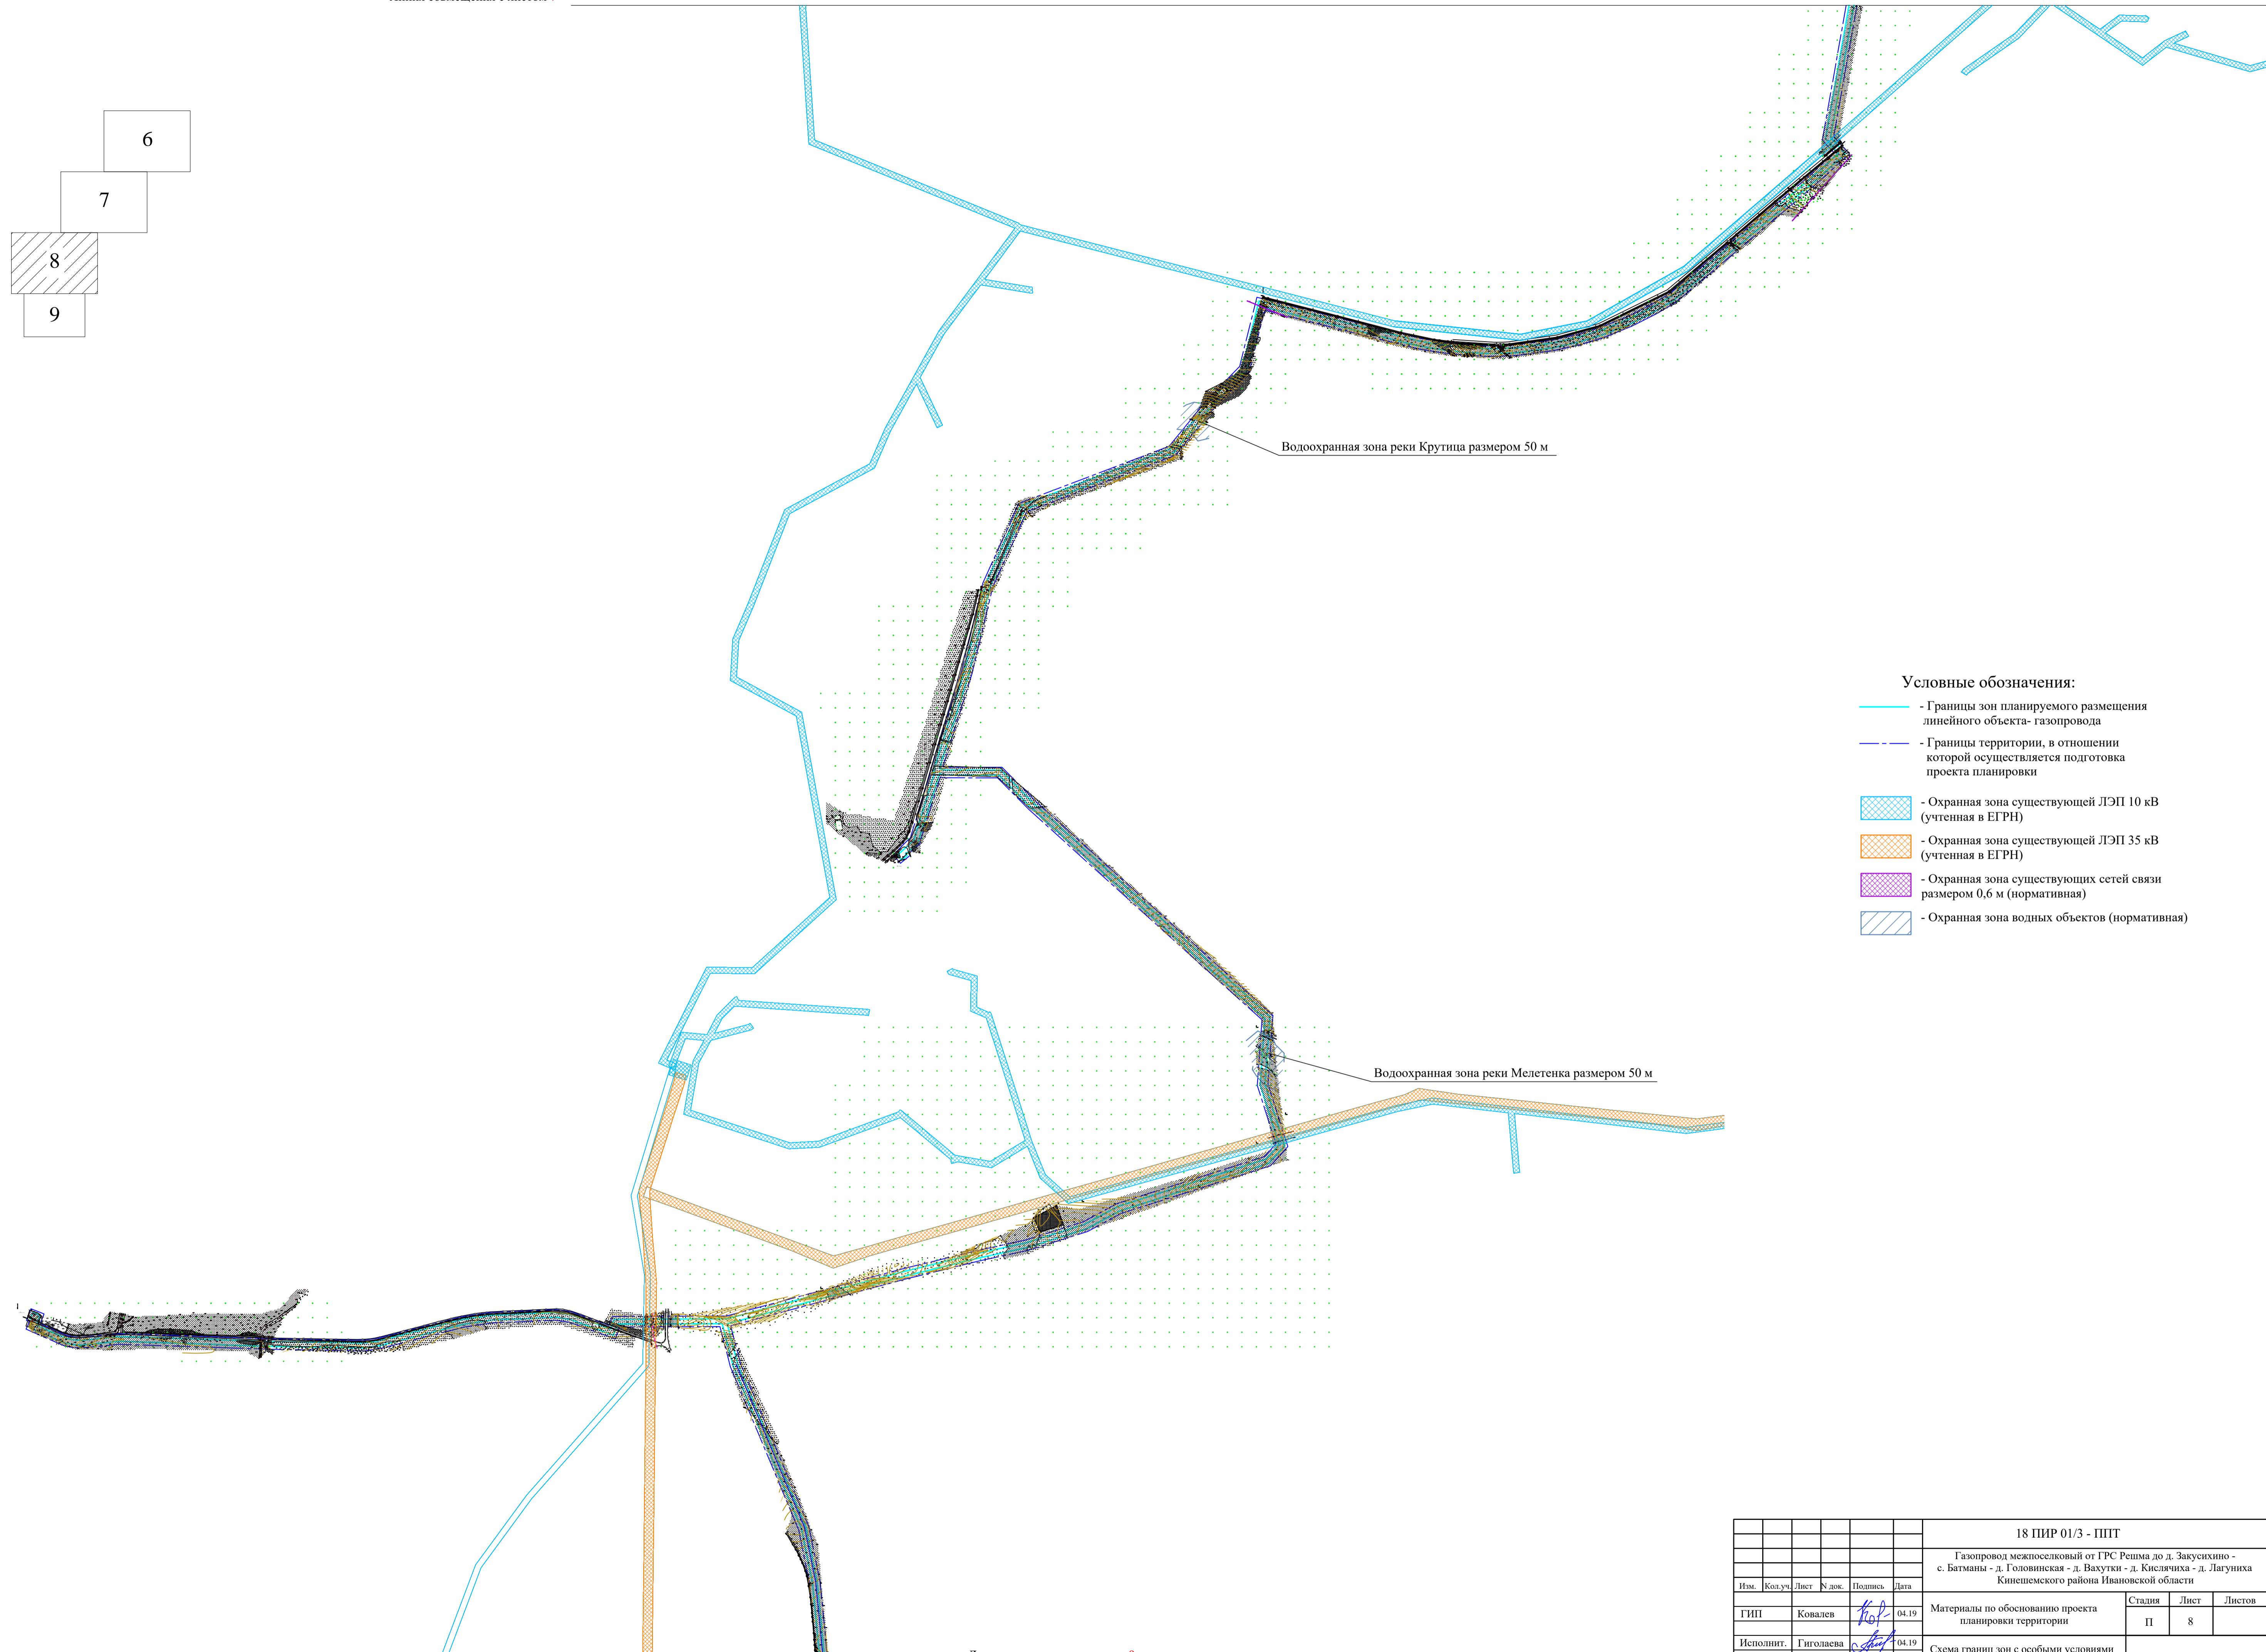 6
7
8
9
Водоохранная зона реки Крутица размером 50 м
Условные обозначения:
- Границы зон планируемого размещения
линейного объекта- газопровода
- Границы территории, в отношении
которой осуществляется подготовка
проекта планировки
- Охранная зона существующей ЛЭП 10 кВ
(учтенная в ЕГРН)
- Охранная зона существующей ЛЭП 35 кВ
(учтенная в ЕГРН)
- Охранная зона существующих сетей связи
размером 0,6 м (нормативная)
- Охранная зона водных объектов (нормативная)
Водоохранная зона реки Мелетенка размером 50 м
18 ПИР 01/3 - ППТ
Газопровод межпоселковый от ГРС Решма до д. Закусихино -
с. Батманы - д. Головинская - д. Вахутки - д. Кислячиха - д. Лагуниха
Кинешемского района Ивановской области
Изм. Кол.уч. Лист N док. Подпись Дата
ГИП Ковалев 04.19
Материалы по обоснованию проекта
планировки территории
Стадия Лист Листов
П 8
Исполнит. Гиголаева 04.19
Схема границ зон с особыми условиями